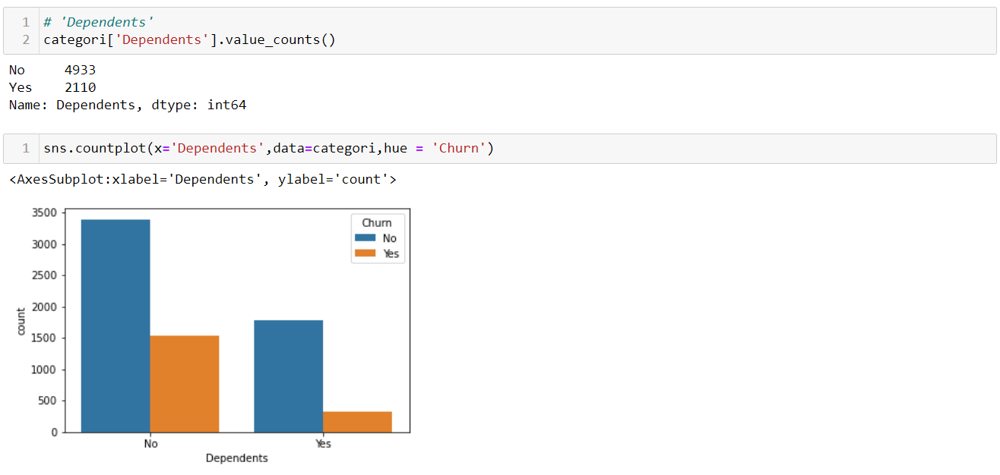 1 # 'Dependents'
2 categori['Dependents'].value_counts()
No 4933
Yes 2110
Name: Dependents, dtype: int64
1 sns.countplot(x='Dependents',data=categori,hue = 'Churn')
<AxesSubplot:xlabel='Dependents', ylabel='count'>
3500
3000
2500
2000
1500
1000
500
0
count
Churn
No
Yes
No Yes
Dependents